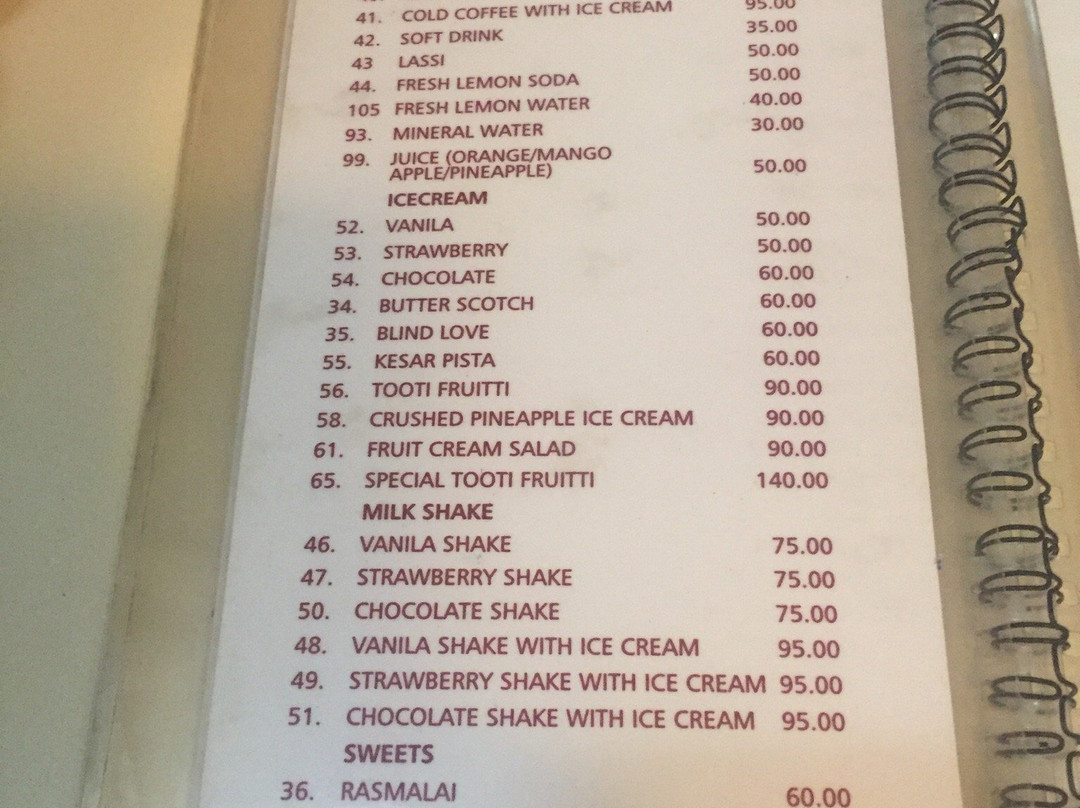 41. COLD COFFEE WITH ICE CREAM 95.00
42. SOFT DRINK 35.00
43 LASSI 50.00
44. FRESH LEMON SODA 50.00
105 FRESH LEMON WATER 40.00
93. MINERAL WATER 30.00
99. JUICE (ORANGE/MANGO
APPLE/PINEAPPLE) 50.00
ICECREAM
52. VANILA 50.00
53. STRAWBERRY 50.00
54. CHOCOLATE 60.00
34. BUTTER SCOTCH 60.00
35. BLIND LOVE 60.00
55. KESAR PISTA 60.00
56. TOOTI FRUITTI 90.00
58. CRUSHED PINEAPPLE ICE CREAM 90.00
61. FRUIT CREAM SALAD 90.00
65. SPECIAL TOOTI FRUITTI 140.00
MILK SHAKE
46. VANILA SHAKE 75.00
47. STRAWBERRY SHAKE 75.00
50. CHOCOLATE SHAKE 75.00
48. VANILA SHAKE WITH ICE CREAM 95.00
49. STRAWBERRY SHAKE WITH ICE CREAM 95.00
51. CHOCOLATE SHAKE WITH ICE CREAM 95.00
SWEETS
36. RASMALAI 60.00